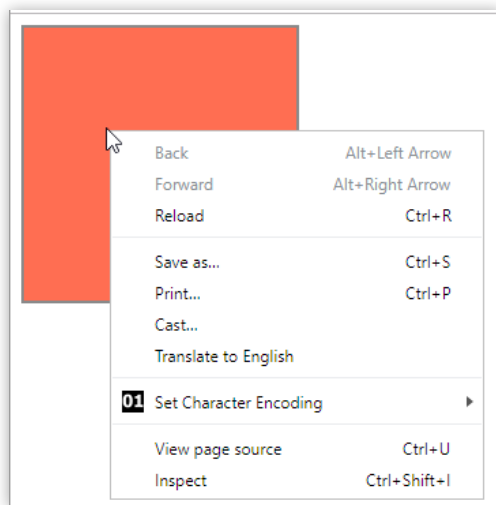 Back Alt+Left Arrow
Forward Alt+Right Arrow
Reload Ctrl+R
Save as... Ctrl+S
Print... Ctrl+P
Cast...
Translate to English
01 Set Character Encoding
View page source Ctrl+U
Inspect Ctrl+Shift+I